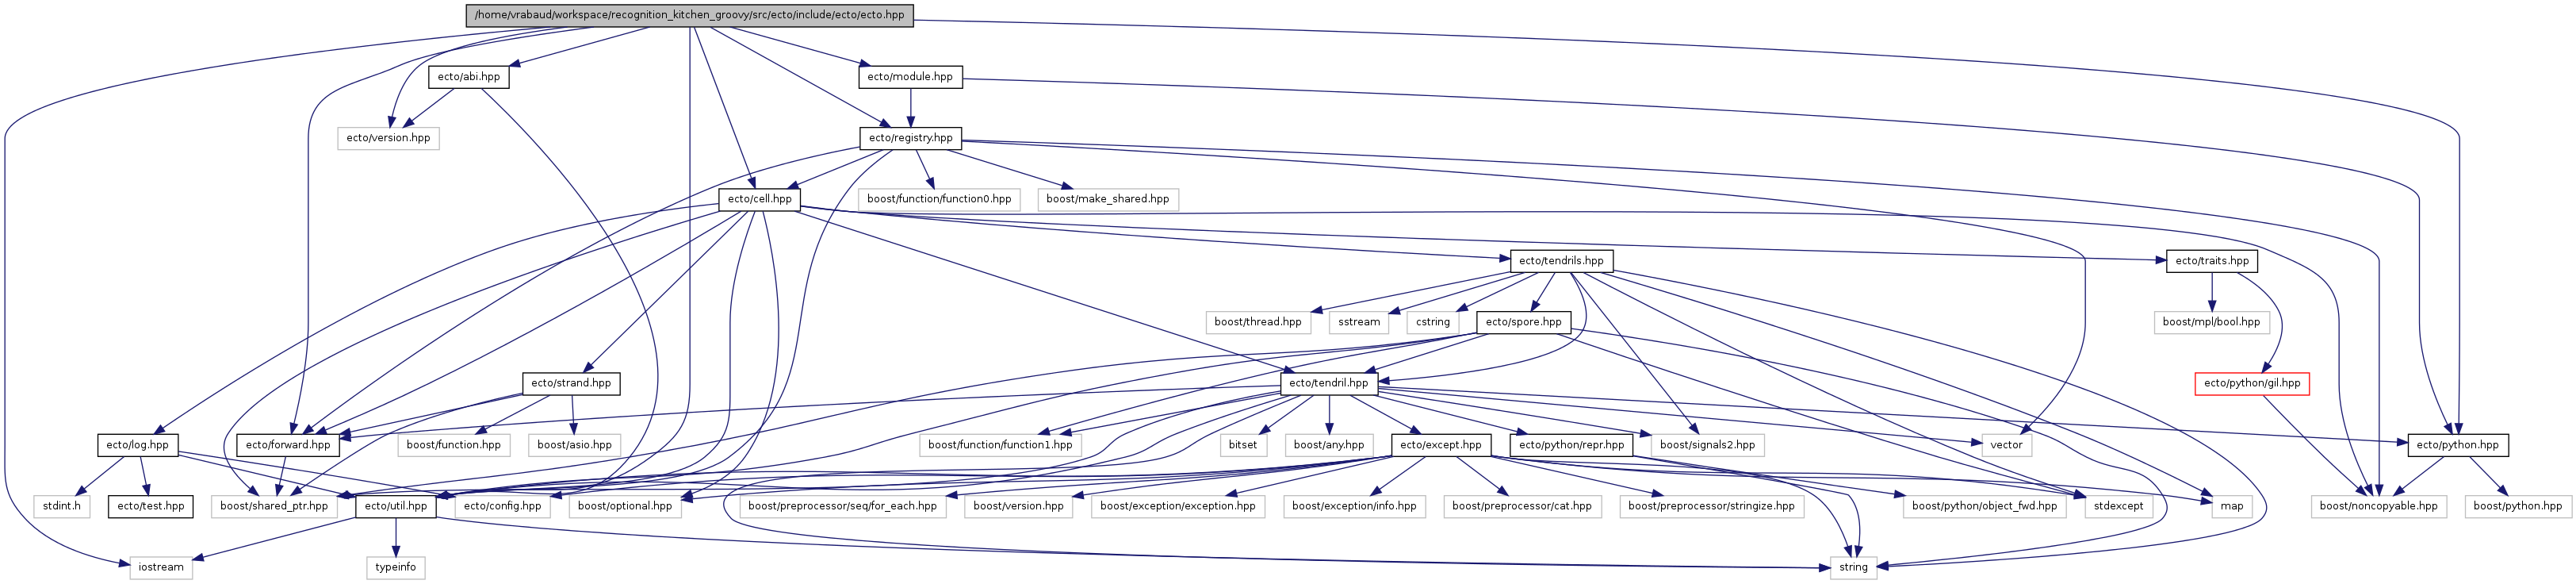 /home/vrabaud/workspace/recognition_kitchen_groovy/src/ecto/include/ecto/ecto.hpp
ecto/abi.hpp
ecto/module.hpp
ecto/version.hpp
ecto/registry.hpp
ecto/cell.hpp
boost/function/function0.hpp
boost/make_shared.hpp
ecto/tendrils.hpp
ecto/traits.hpp
boost/thread.hpp
sstream
cstring
ecto/spore.hpp
boost/mpl/bool.hpp
ecto/strand.hpp
ecto/tendril.hpp
ecto/python/gil.hpp
ecto/log.hpp
ecto/forward.hpp
boost/function.hpp
boost/asio.hpp
boost/function/function1.hpp
bitset
boost/any.hpp
ecto/except.hpp
ecto/python/repr.hpp
boost/signals2.hpp
vector
ecto/python.hpp
stdint.h
ecto/test.hpp
boost/shared_ptr.hpp
ecto/util.hpp
ecto/config.hpp
boost/optional.hpp
boost/preprocessor/seq/for_each.hpp
boost/version.hpp
boost/exception/exception.hpp
boost/exception/info.hpp
boost/preprocessor/cat.hpp
boost/preprocessor/stringize.hpp
boost/python/object_fwd.hpp
stdexcept
map
boost/noncopyable.hpp
boost/python.hpp
iostream
typeinfo
string